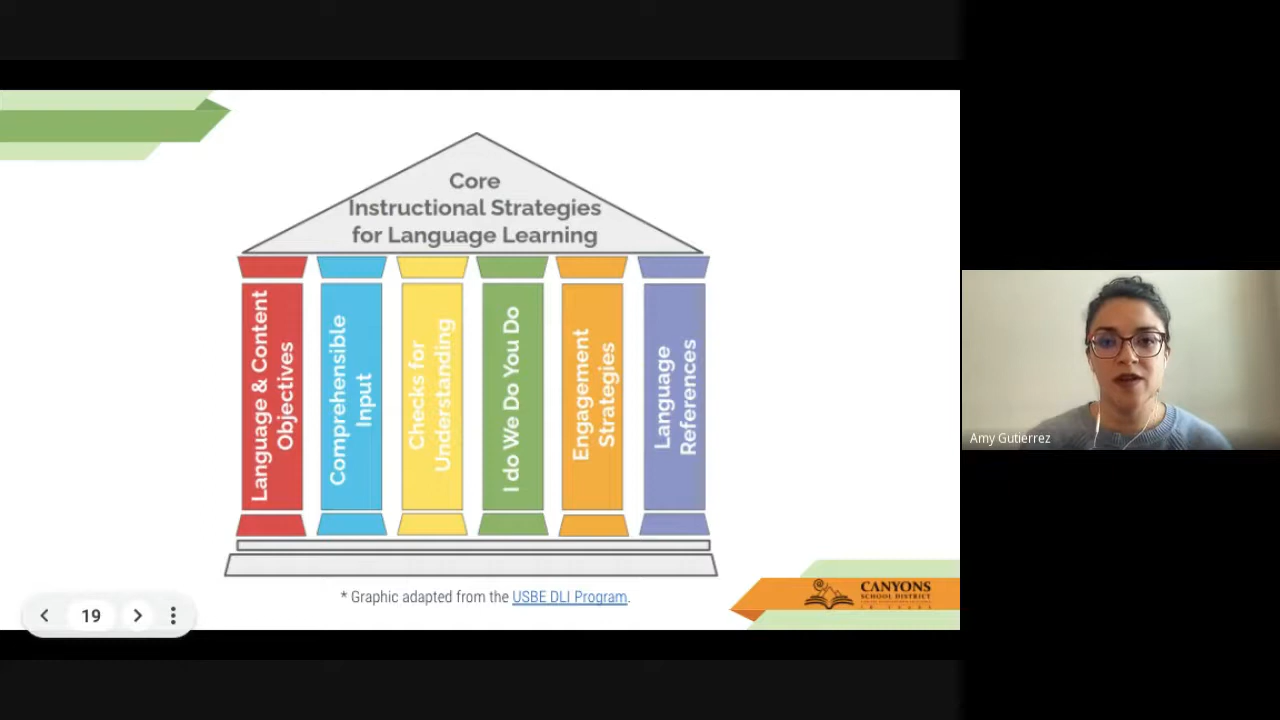 Core
Instructional Strategies
for Language Learning
Language & Content
Objectives
Comprehensible
Input
Checks for
Understanding
I do We Do You Do
Engagement
Strategies
Language
References
* Graphic adapted from the USBE DLI Program.
19
CANYONS
SCHOOL DISTRICT
Amy Gutierrez